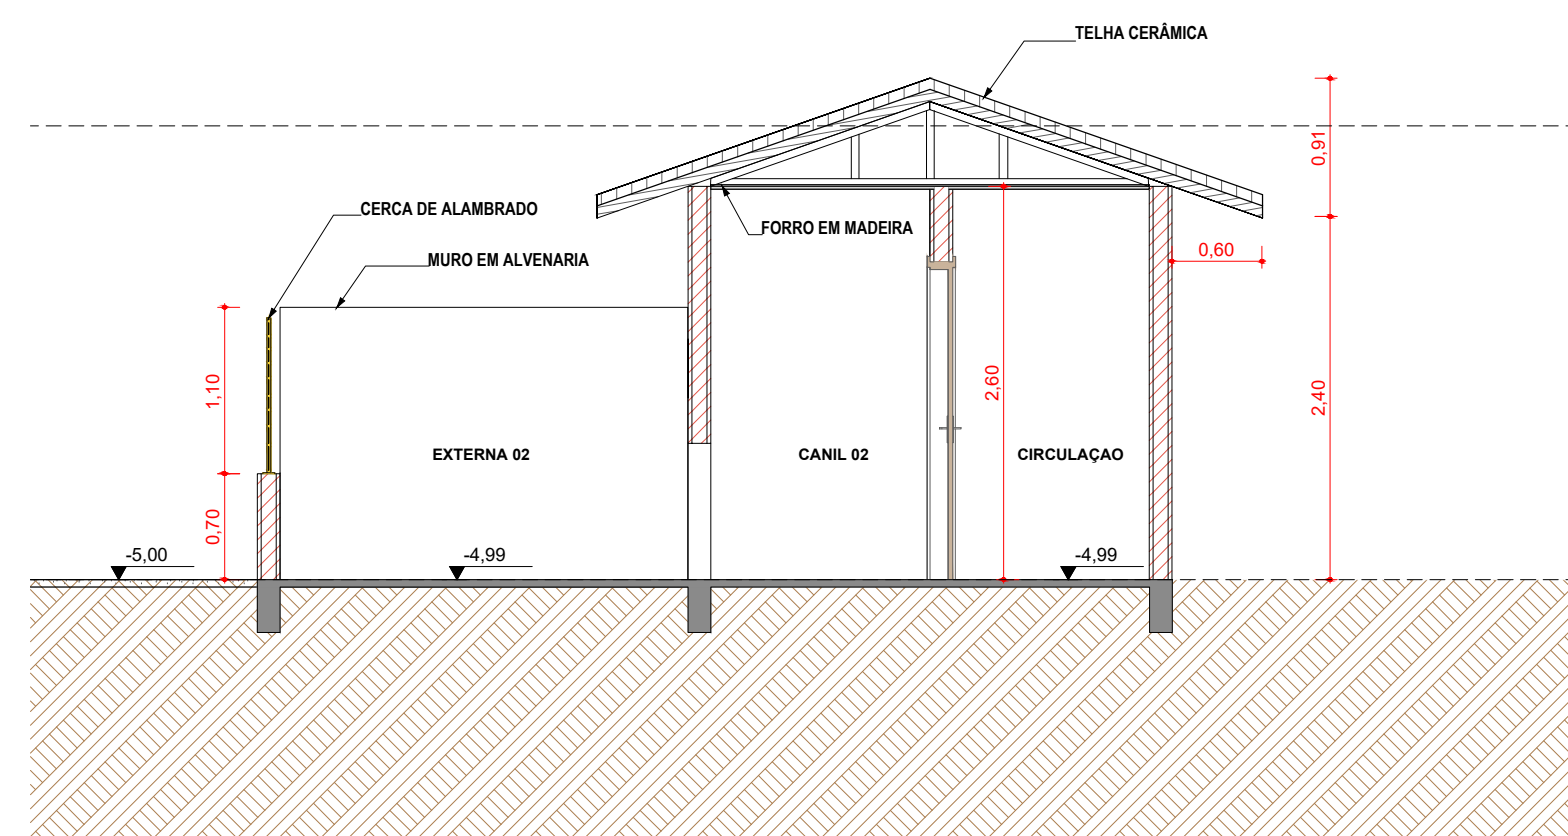 TELHA CERÂMICA
0,91
CERCA DE ALAMBRADO
FORRO EM MADEIRA
0,60
MURO EM ALVENARIA
1,10
2,60
2,40
EXTERNA 02
CANIL 02
CIRCULAÇAO
0,70
-5,00
-4,99
-4,99